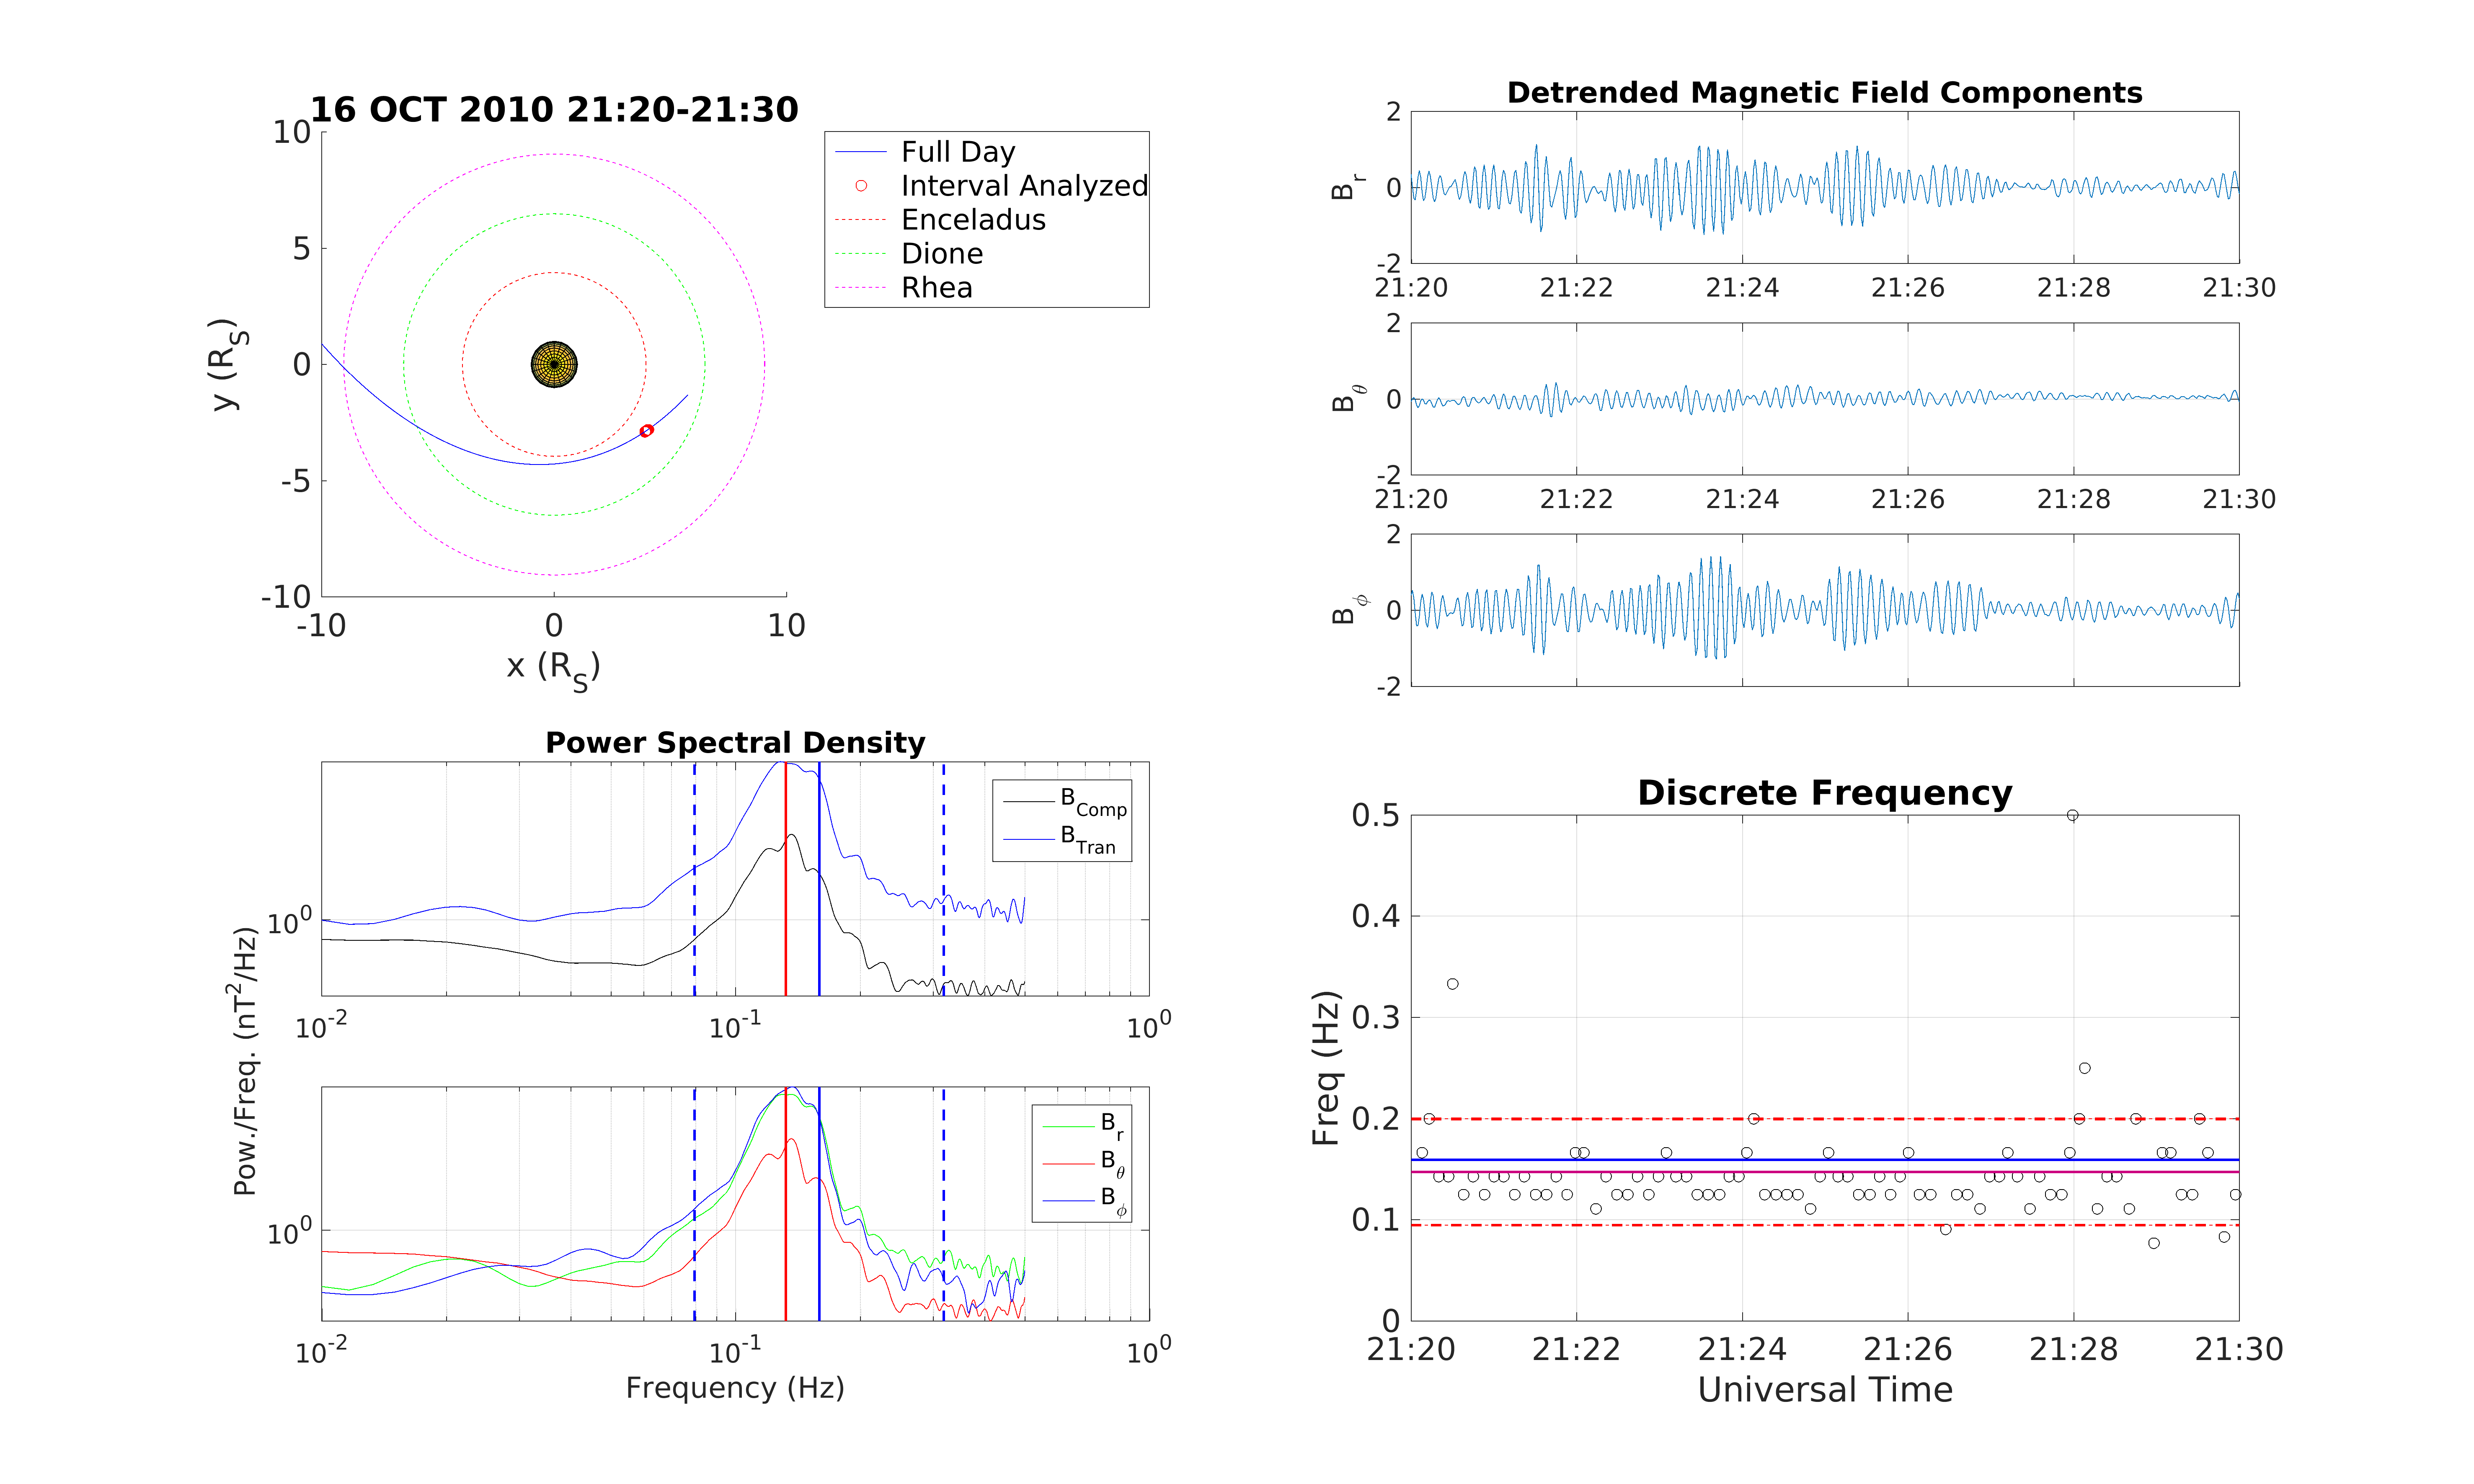 16 OCT 2010 21:20-21:30
10
5
0
-5
-10
-10 0 10
y (R_S)
x (R_S)
Full Day
Interval Analyzed
Enceladus
Dione
Rhea
Detrended Magnetic Field Components
2
0
-2
B_r
21:20 21:22 21:24 21:26 21:28 21:30
2
0
-2
B_θ
21:20 21:22 21:24 21:26 21:28 21:30
2
0
-2
B_ϕ
Power Spectral Density
B_Comp
B_Tran
10^0
10^-2 10^-1 10^0
Pow./Freq. (nT^2/Hz)
B_r
B_θ
B_ϕ
10^0
10^-2 10^-1 10^0
Frequency (Hz)
Discrete Frequency
0.5
0.4
0.3
0.2
0.1
0
Freq (Hz)
21:20 21:22 21:24 21:26 21:28 21:30
Universal Time